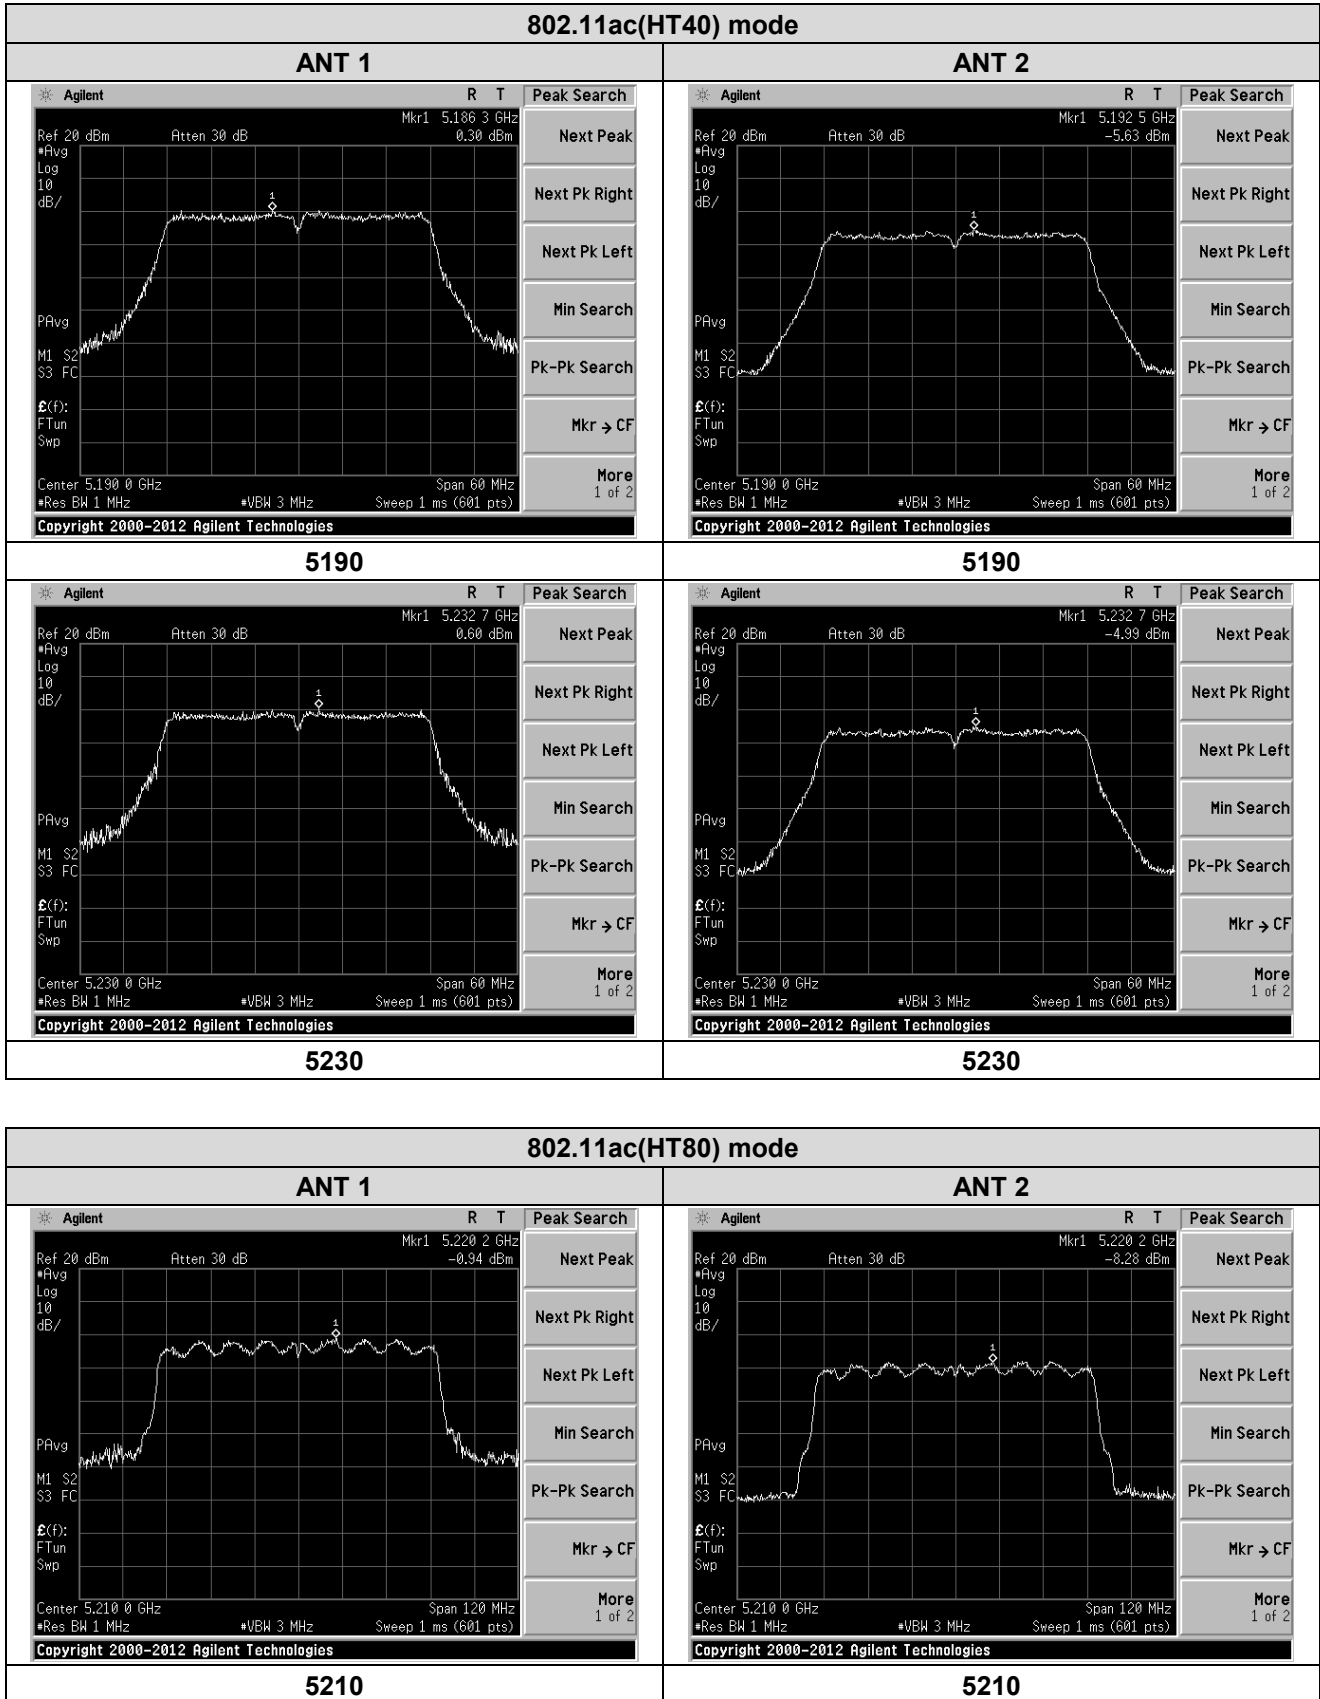 802.11ac(HT40) mode
ANT 1
ANT 2
Agilent R T Peak Search
Mkr1 5.186 3 GHz
Ref 20 dBm Atten 30 dB 0.30 dBm
#Avg
Log
10
dB/
1
PAvg
M1 S2
S3 FC
£(f):
FTun
Swp
Center 5.190 0 GHz Span 60 MHz
#Res BW 1 MHz #VBW 3 MHz Sweep 1 ms (601 pts)
Copyright 2000-2012 Agilent Technologies
Next Peak
Next Pk Right
Next Pk Left
Min Search
Pk-Pk Search
Mkr → CF
More
1 of 2
Agilent R T Peak Search
Mkr1 5.192 5 GHz
Ref 20 dBm Atten 30 dB -5.63 dBm
#Avg
Log
10
dB/
1
PAvg
M1 S2
S3 FC
£(f):
FTun
Swp
Center 5.190 0 GHz Span 60 MHz
#Res BW 1 MHz #VBW 3 MHz Sweep 1 ms (601 pts)
Copyright 2000-2012 Agilent Technologies
Next Peak
Next Pk Right
Next Pk Left
Min Search
Pk-Pk Search
Mkr → CF
More
1 of 2
5190
5190
Agilent R T Peak Search
Mkr1 5.232 7 GHz
Ref 20 dBm Atten 30 dB 0.60 dBm
#Avg
Log
10
dB/
1
PAvg
M1 S2
S3 FC
£(f):
FTun
Swp
Center 5.230 0 GHz Span 60 MHz
#Res BW 1 MHz #VBW 3 MHz Sweep 1 ms (601 pts)
Copyright 2000-2012 Agilent Technologies
Next Peak
Next Pk Right
Next Pk Left
Min Search
Pk-Pk Search
Mkr → CF
More
1 of 2
Agilent R T Peak Search
Mkr1 5.232 7 GHz
Ref 20 dBm Atten 30 dB -4.99 dBm
#Avg
Log
10
dB/
1
PAvg
M1 S2
S3 FC
£(f):
FTun
Swp
Center 5.230 0 GHz Span 60 MHz
#Res BW 1 MHz #VBW 3 MHz Sweep 1 ms (601 pts)
Copyright 2000-2012 Agilent Technologies
Next Peak
Next Pk Right
Next Pk Left
Min Search
Pk-Pk Search
Mkr → CF
More
1 of 2
5230
5230
802.11ac(HT80) mode
ANT 1
ANT 2
Agilent R T Peak Search
Mkr1 5.220 2 GHz
Ref 20 dBm Atten 30 dB -0.94 dBm
#Avg
Log
10
dB/
1
PAvg
M1 S2
S3 FC
£(f):
FTun
Swp
Center 5.210 0 GHz Span 120 MHz
#Res BW 1 MHz #VBW 3 MHz Sweep 1 ms (601 pts)
Copyright 2000-2012 Agilent Technologies
Next Peak
Next Pk Right
Next Pk Left
Min Search
Pk-Pk Search
Mkr → CF
More
1 of 2
Agilent R T Peak Search
Mkr1 5.220 2 GHz
Ref 20 dBm Atten 30 dB -8.28 dBm
#Avg
Log
10
dB/
1
PAvg
M1 S2
S3 FC
£(f):
FTun
Swp
Center 5.210 0 GHz Span 120 MHz
#Res BW 1 MHz #VBW 3 MHz Sweep 1 ms (601 pts)
Copyright 2000-2012 Agilent Technologies
Next Peak
Next Pk Right
Next Pk Left
Min Search
Pk-Pk Search
Mkr → CF
More
1 of 2
5210
5210